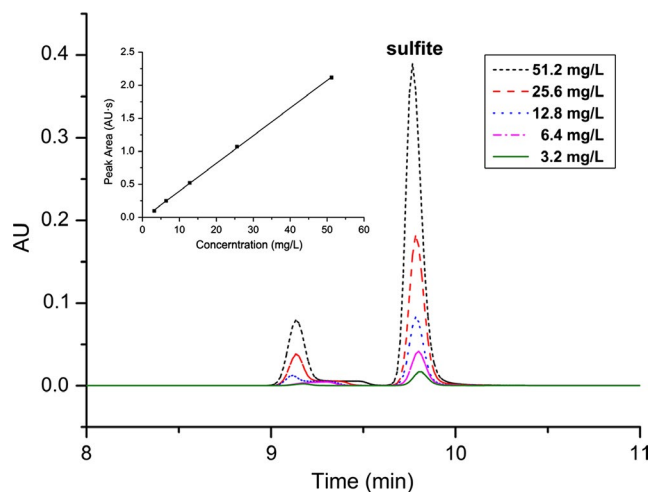 sulfite
51.2 mg/L
25.6 mg/L
12.8 mg/L
6.4 mg/L
3.2 mg/L
AU
0.4
0.3
0.2
0.1
0.0
Peak Area (AU·s)
2.5
2.0
1.5
1.0
0.5
0.0
0 10 20 30 40 50 60
Concerntration (mg/L)
8 9 10 11
Time (min)